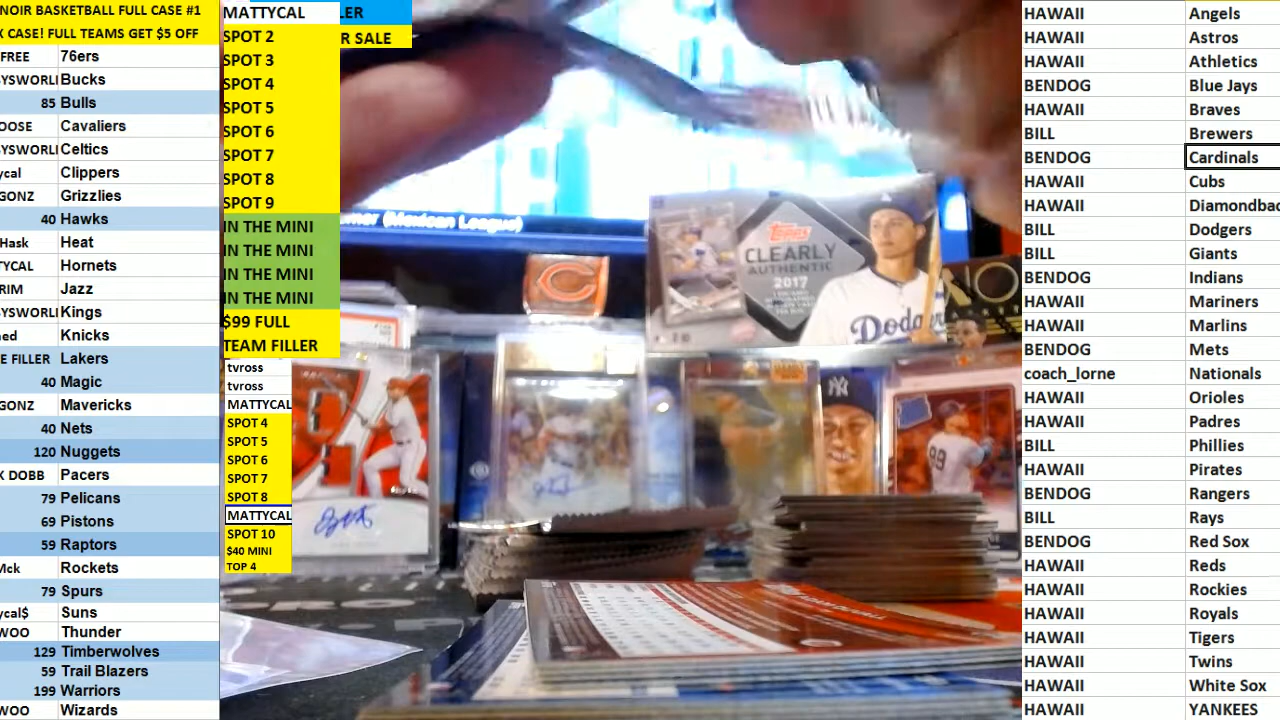 NOIR BASKETBALL FULL CASE #1
X CASE! FULL TEAMS GET $5 OFF
FREE 76ers
YSWORL Bucks
85 Bulls
OOSE Cavaliers
YSWORL Celtics
ycal Clippers
GONZ Grizzlies
40 Hawks
Hask Heat
TYCAL Hornets
RIM Jazz
YSWORL Kings
ned Knicks
E FILLER Lakers
40 Magic
GONZ Mavericks
40 Nets
120 Nuggets
X DOBB Pacers
79 Pelicans
69 Pistons
59 Raptors
Mck Rockets
79 Spurs
ycal$ Suns
WOO Thunder
129 Timberwolves
59 Trail Blazers
199 Warriors
WOO Wizards
MATTYCAL
LER
SPOT 2
R SALE
SPOT 3
SPOT 4
SPOT 5
SPOT 6
SPOT 7
SPOT 8
SPOT 9
IN THE MINI
IN THE MINI
IN THE MINI
IN THE MINI
$99 FULL
TEAM FILLER
tvross
tvross
MATTYCAL
SPOT 4
SPOT 5
SPOT 6
SPOT 7
SPOT 8
MATTYCAL
SPOT 10
$40 MINI
TOP 4
(Mexican League)
Topps
CLEARLY
AUTHENTIC
2017
Dodgers
99
HAWAII Angels
HAWAII Astros
HAWAII Athletics
BENDOG Blue Jays
HAWAII Braves
BILL Brewers
BENDOG Cardinals
HAWAII Cubs
HAWAII Diamondbac
BILL Dodgers
BILL Giants
BENDOG Indians
HAWAII Mariners
HAWAII Marlins
BENDOG Mets
coach_lorne Nationals
HAWAII Orioles
HAWAII Padres
BILL Phillies
HAWAII Pirates
BENDOG Rangers
BILL Rays
BENDOG Red Sox
HAWAII Reds
HAWAII Rockies
HAWAII Royals
HAWAII Tigers
HAWAII Twins
HAWAII White Sox
HAWAII YANKEES